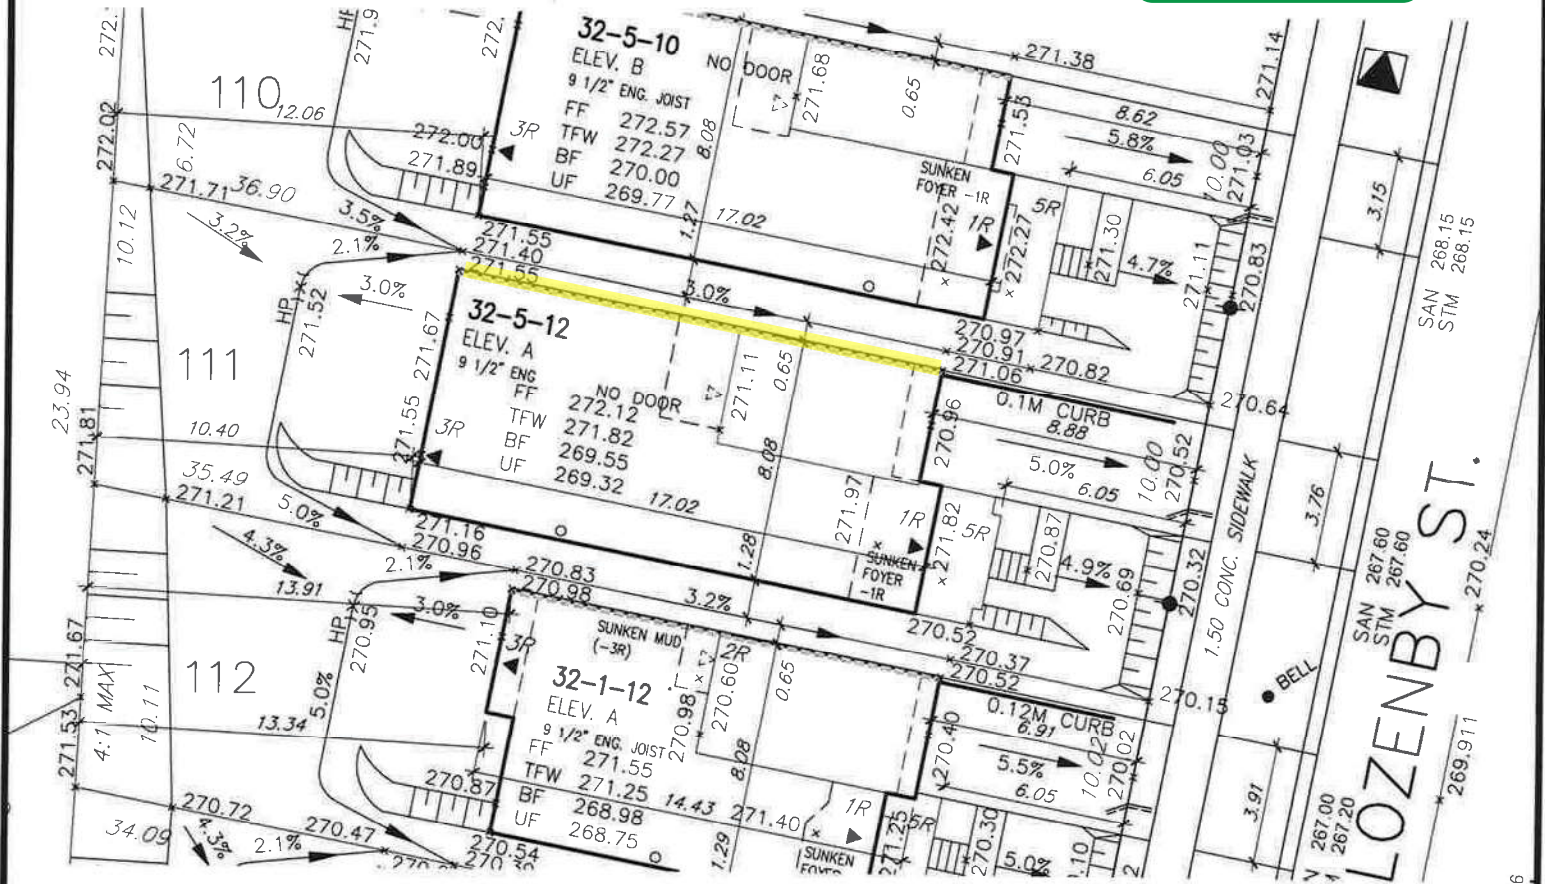 32-5-10
ELEV. B
9 1/2" ENG. JOIST
FF 272.57
TFW 272.27
BF 270.00
UF 269.77
NO DOOR
271.68
0.65
8.08
271.38
271.14
271.53
8.62
5.8%
6.05
10.00
271.03
SUNKEN
FOYER -1R
1R
5R
272.42
272.27
271.30
4.7%
271.11
270.83
3.15
SAN 268.15
STM 268.15
110
12.06
272.02
6.72
272.00
271.89
3R
271.71
36.90
3.5%
3.2%
2.1%
10.12
17.02
1.27
271.55
271.40
271.55
3.0%
HP
271.52
3.0%
271.67
111
23.94
271.81
32-5-12
ELEV. A
9 1/2" ENG
FF 272.12
TFW 271.82
BF 269.55
UF 269.32
NO DOOR
271.11
0.65
8.08
270.97
270.91
270.82
271.06
270.64
0.1M CURB
8.88
5.0%
6.05
10.00
270.52
270.96
10.40
35.49
271.55
3R
271.21
5.0%
271.16
270.96
17.02
271.97
1R
271.82
5R
SUNKEN
FOYER
-1R
270.87
4.9%
270.69
270.32
1.50 CONC. SIDEWALK
3.76
SAN 267.60
STM 267.60
270.24
LOZENBY ST.
4.3%
2.1%
13.91
1.28
270.83
270.98
3.2%
270.52
270.37
270.52
270.15
BELL
HP
270.95
3.0%
271.10
3R
SUNKEN MUD
(-3R)
2R
112
271.67
271.53
4:1 MAX
10.11
5.0%
13.34
32-1-12
ELEV. A
9 1/2" ENG. JOIST
FF 271.55
TFW 271.25
BF 268.98
UF 268.75
270.98
270.60
0.65
8.08
0.12M CURB
6.91
5.5%
6.05
10.02
270.02
270.40
270.87
14.43
271.40
1R
271.25
5R
270.30
5.0%
SUNKEN
FOYER
1.29
3.91
267.00
267.20
269.911
270.72
34.09
4.3%
270.47
2.1%
270.54